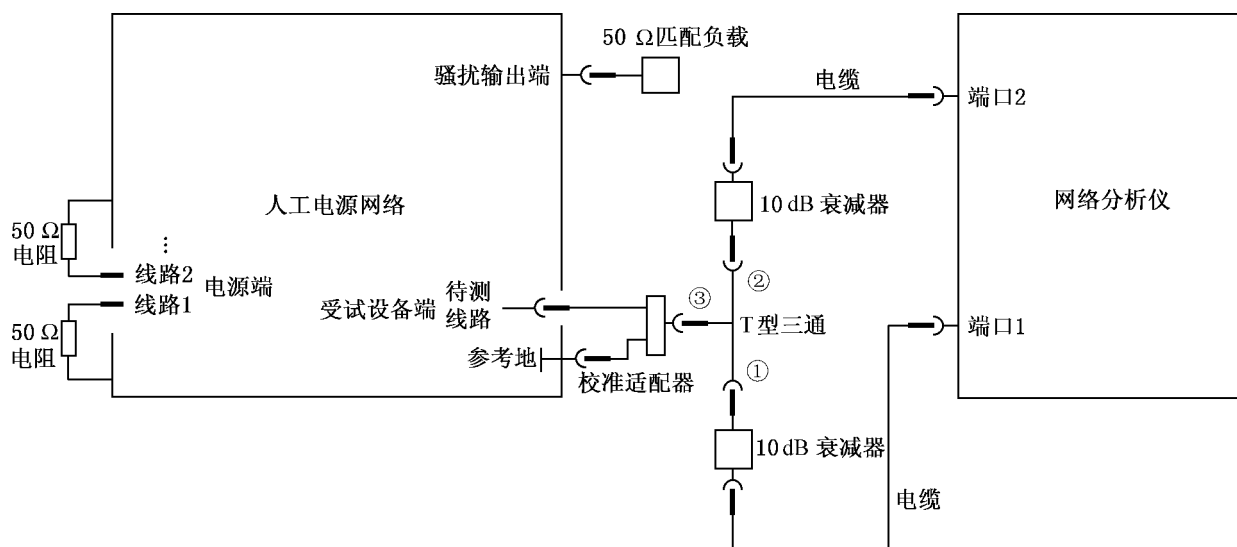 50 Ω匹配负载
骚扰输出端
电缆
端口2
人工电源网络
10 dB 衰减器
网络分析仪
50 Ω
电阻
⋮
线路2
电源端
线路1
50 Ω
电阻
受试设备端
待测
线路
参考地
校准适配器
③
②
T型三通
①
端口1
10 dB 衰减器
电缆